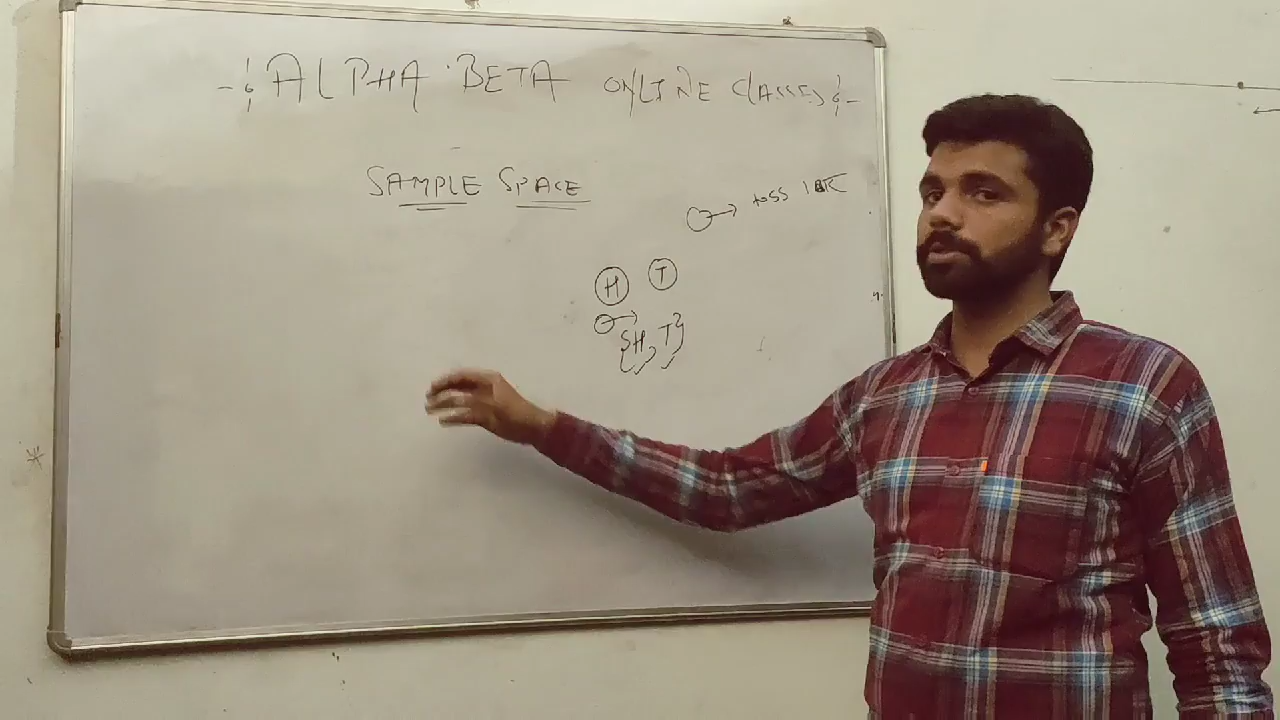 -: ALPHA BETA ONLINE CLASSES :-
SAMPLE SPACE
→ toss
H T
→
{H, T}